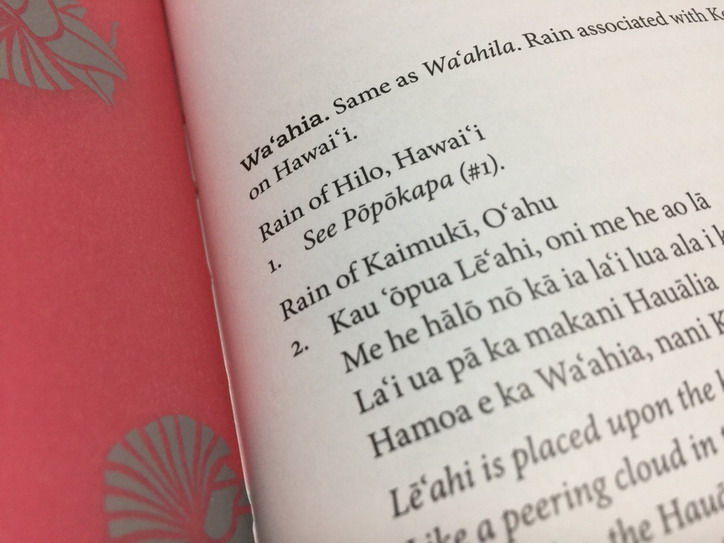 Waʻahia. Same as Waʻahila. Rain associated with
on Hawaiʻi.
Rain of Hilo, Hawaiʻi
1. See Pōpōkapa (#1).
Rain of Kaimukī, Oʻahu
2. Kau ʻōpua Lēʻahi, oni me he ao lā
Me he hālō nō kā ia laʻi lua ala i
Laʻi ua pā ka makani Hauālia
Hamoa e ka Waʻahia, nani
Lēʻahi is placed upon the
Like a peering cloud in
the